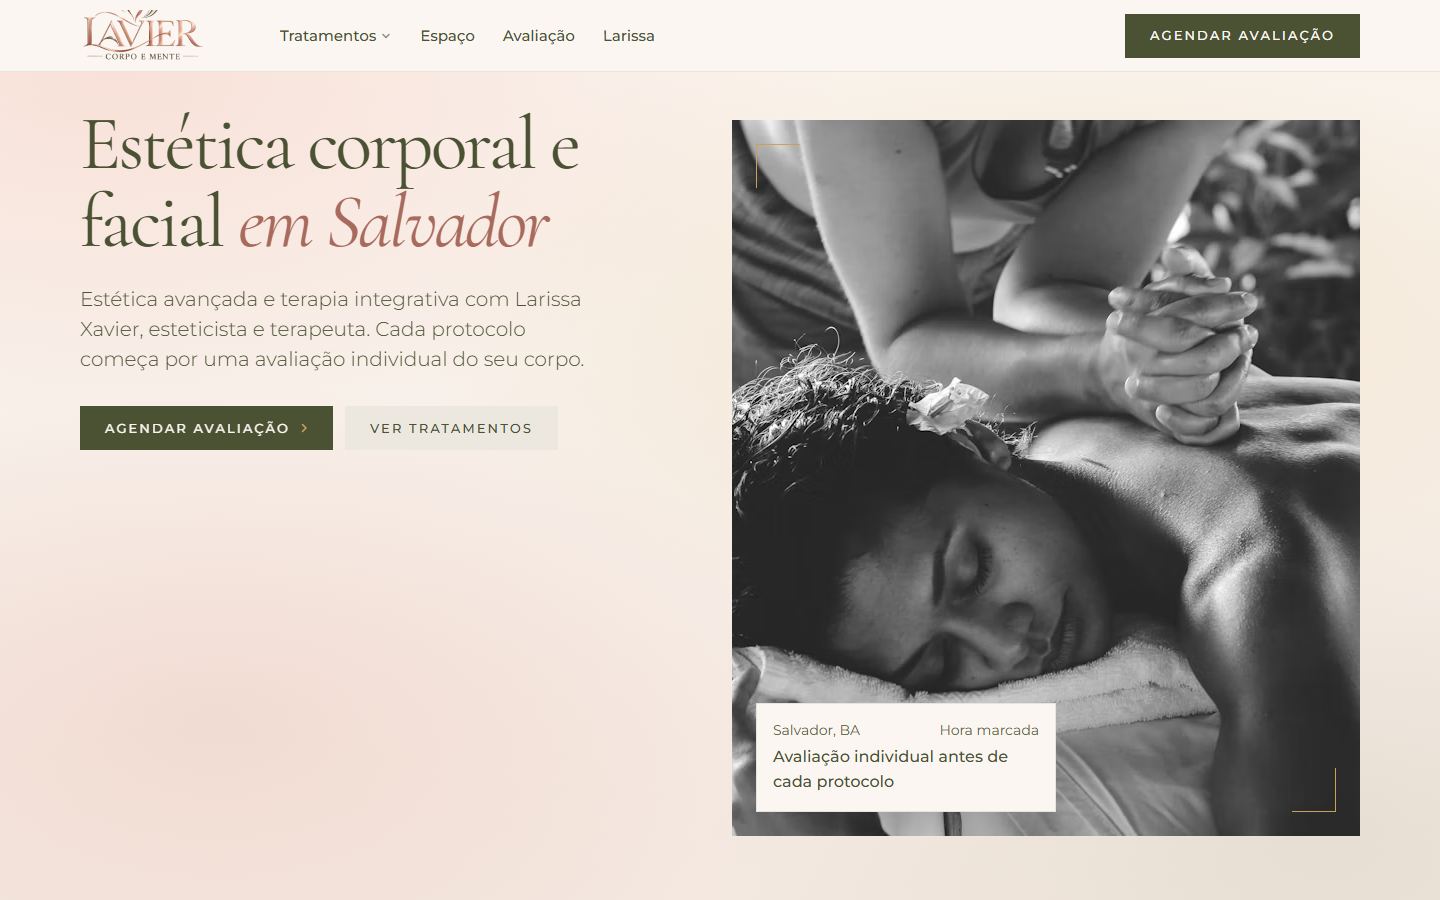 LAVIER
CORPO E MENTE
Tratamentos
Espaço
Avaliação
Larissa
AGENDAR AVALIAÇÃO
Estética corporal e
facial em Salvador
Estética avançada e terapia integrativa com Larissa
Xavier, esteticista e terapeuta. Cada protocolo
começa por uma avaliação individual do seu corpo.
AGENDAR AVALIAÇÃO
VER TRATAMENTOS
Salvador, BA
Hora marcada
Avaliação individual antes de
cada protocolo